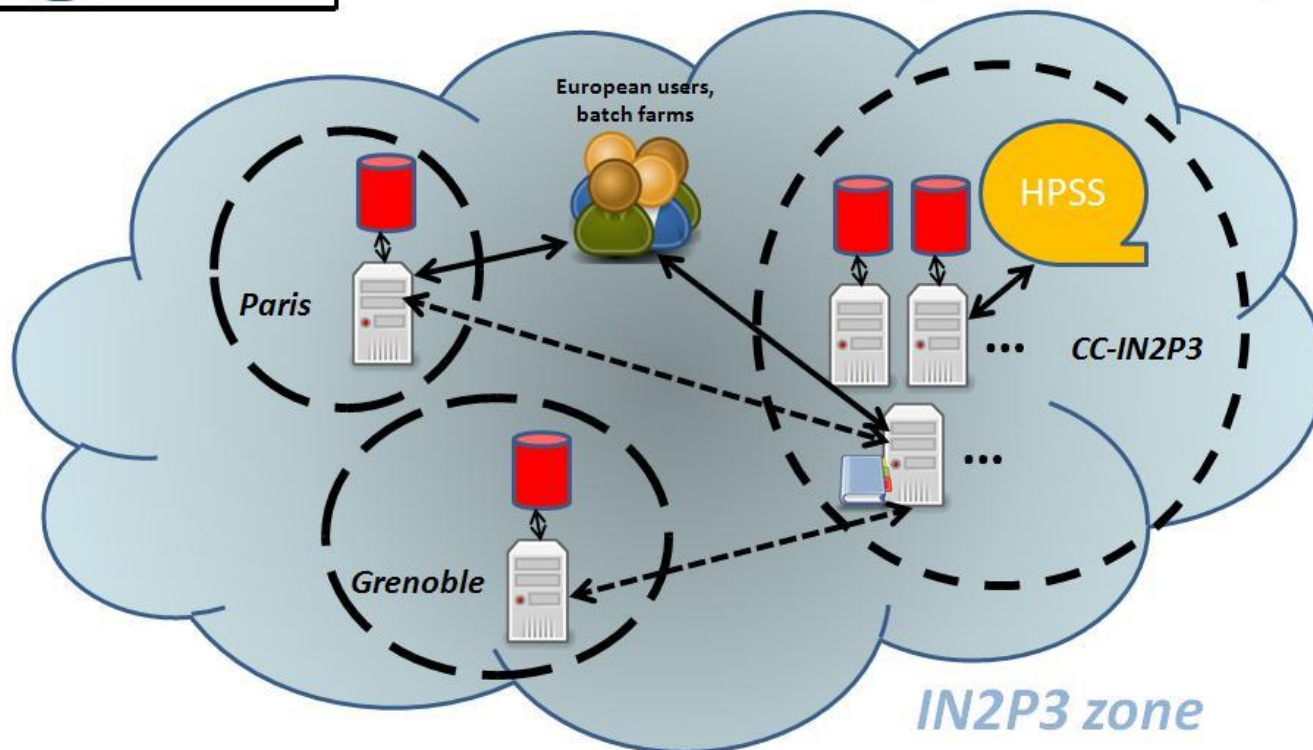 European users,
batch farms
HPSS
Paris
...
CC-IN2P3
...
Grenoble
IN2P3 zone